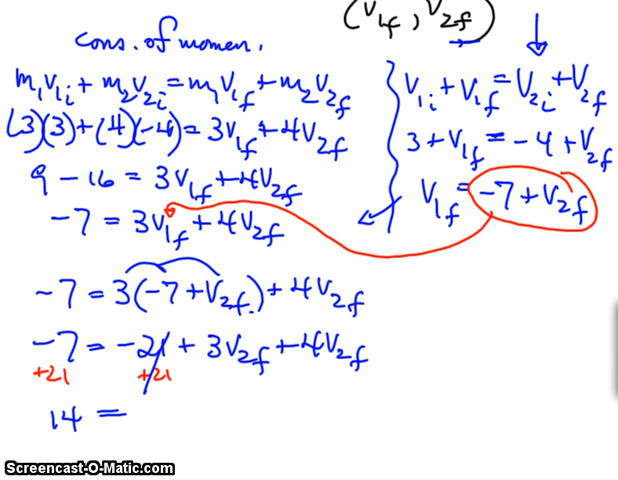 (V1f, V2f)
cons. of momen.
m1V1i + m2V2i = m1V1f + m2V2f
(3)(3) + (4)(-4) = 3V1f + 4V2f
9 - 16 = 3V1f + 4V2f
-7 = 3V1f + 4V2f
V1i + V1f = V2i + V2f
3 + V1f = -4 + V2f
V1f = -7 + V2f
-7 = 3(-7 + V2f) + 4V2f
-7 = -21 + 3V2f + 4V2f
+21 +21
14 =
Screencast-O-Matic.com